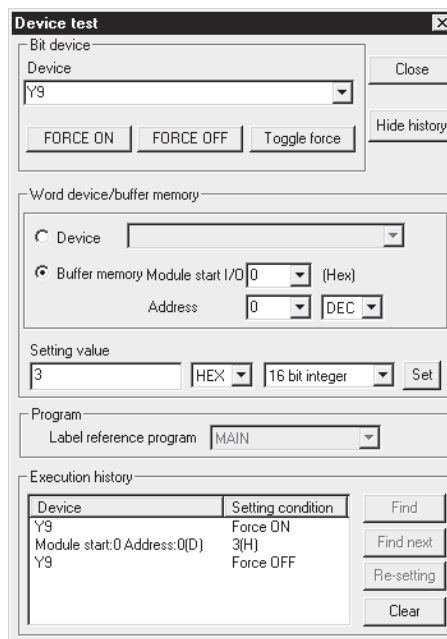 Device test
Bit device
Device
Close
Y9
Hide history
FORCE ON FORCE OFF Toggle force
Word device/buffer memory
Device
Buffer memory Module start I/O 0 (Hex)
Address 0 DEC
Setting value
3 HEX 16 bit integer Set
Program
Label reference program MAIN
Execution history
Device Setting condition Find
Y9 Force ON
Module start:0 Address:0(D) 3(H) Find next
Y9 Force OFF
Re-setting
Clear